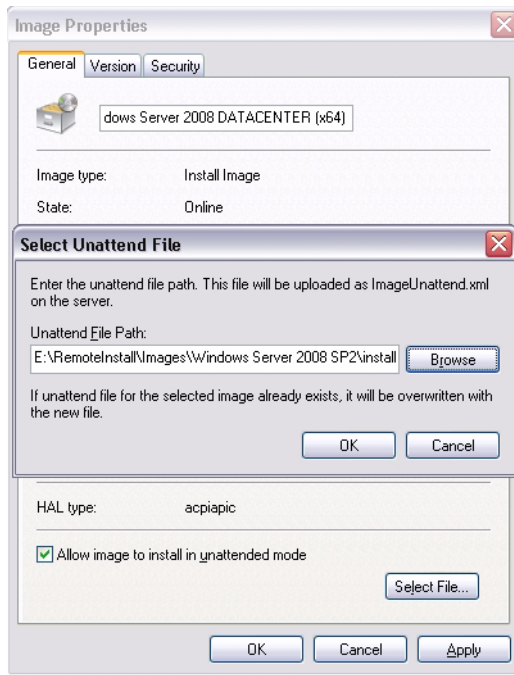 Image Properties
General Version Security
dows Server 2008 DATACENTER (x64)
Image type: Install Image
State: Online
Select Unattend File
Enter the unattend file path. This file will be uploaded as ImageUnattend.xml
on the server.
Unattend File Path:
E:\RemoteInstall\Images\Windows Server 2008 SP2\install
Browse
If unattend file for the selected image already exists, it will be overwritten with
the new file.
OK Cancel
HAL type: acpiapic
Allow image to install in unattended mode
Select File...
OK Cancel Apply